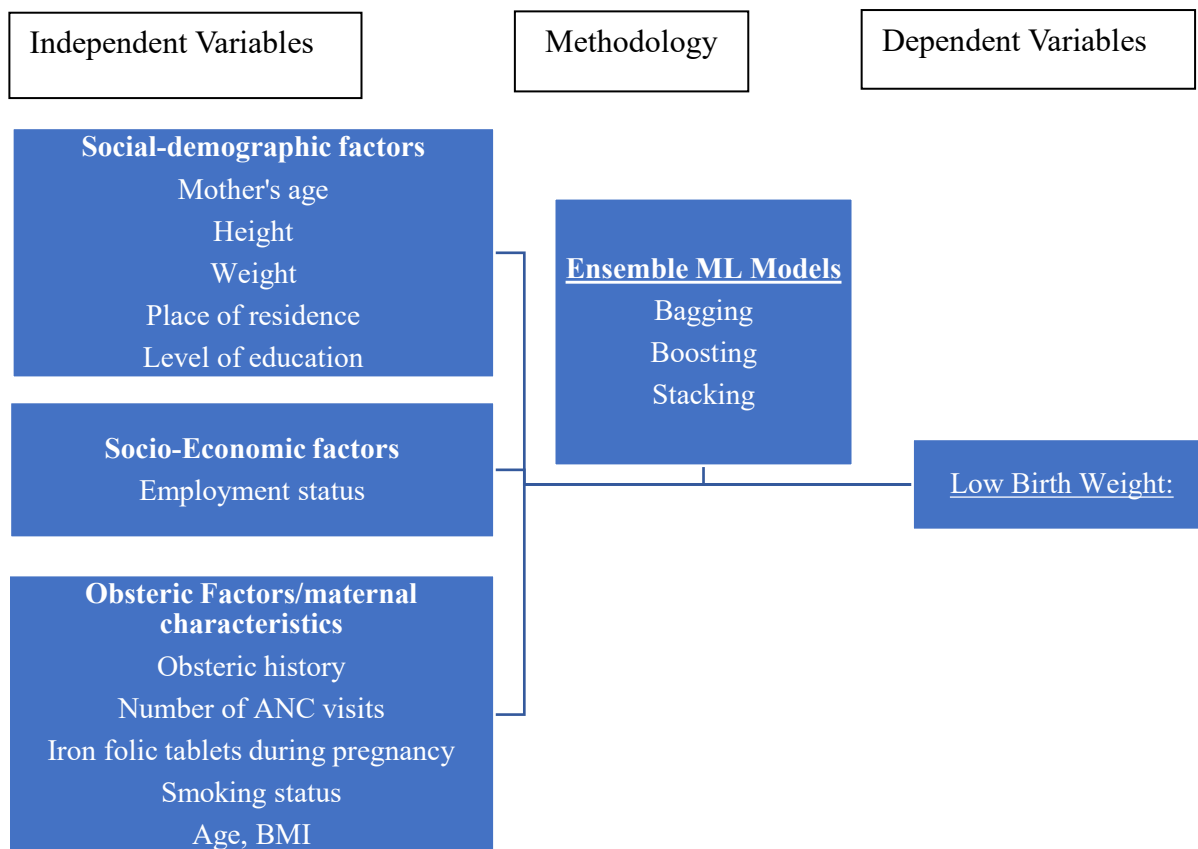 Independent Variables
Methodology
Dependent Variables
Social-demographic factors
Mother's age
Height
Weight
Place of residence
Level of education
Socio-Economic factors
Employment status
Obsteric Factors/maternal
characteristics
Obsteric history
Number of ANC visits
Iron folic tablets during pregnancy
Smoking status
Age, BMI
Ensemble ML Models
Bagging
Boosting
Stacking
Low Birth Weight: